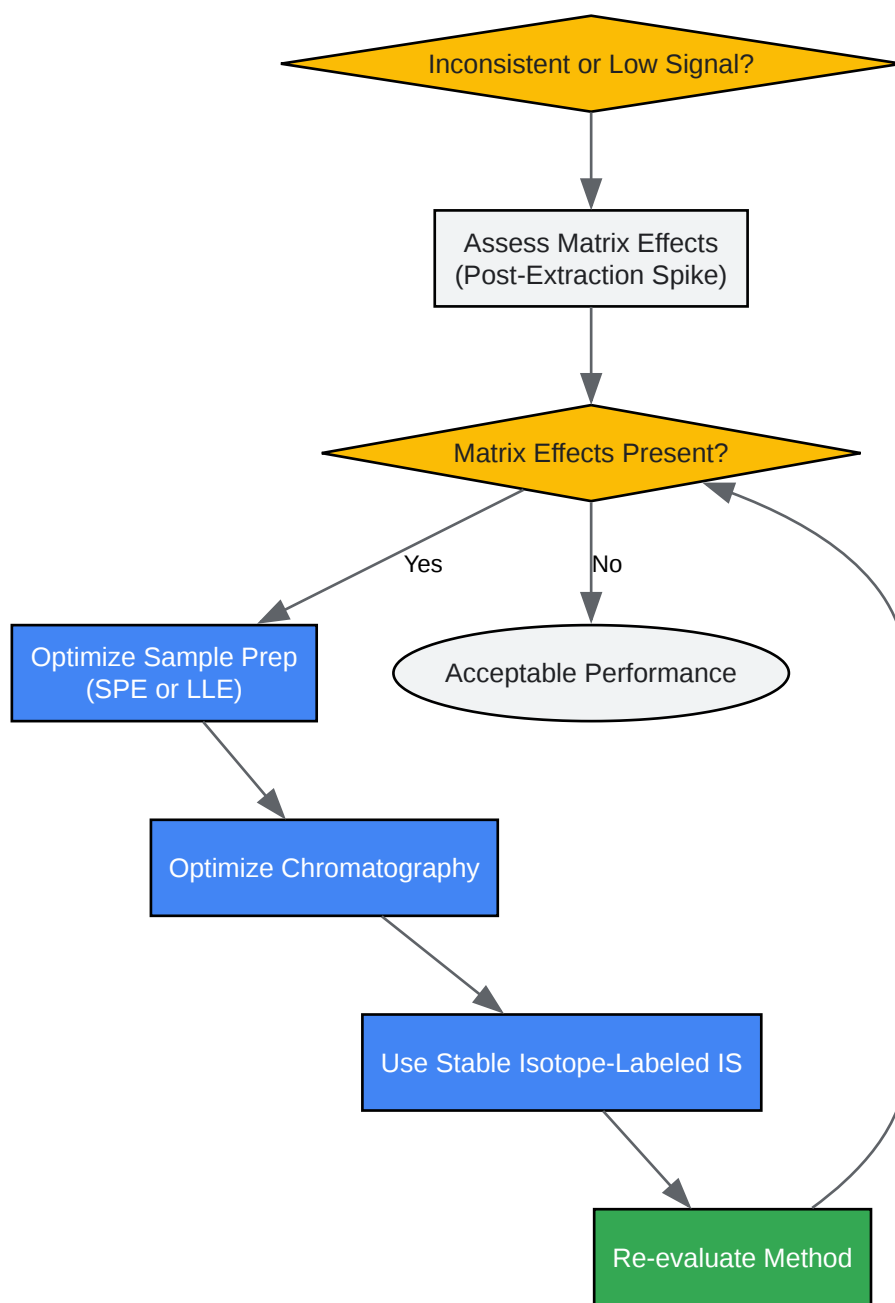 Inconsistent or Low Signal?
Assess Matrix Effects
(Post-Extraction Spike)
Matrix Effects Present?
Yes
No
Optimize Sample Prep
(SPE or LLE)
Acceptable Performance
Optimize Chromatography
Use Stable Isotope-Labeled IS
Re-evaluate Method